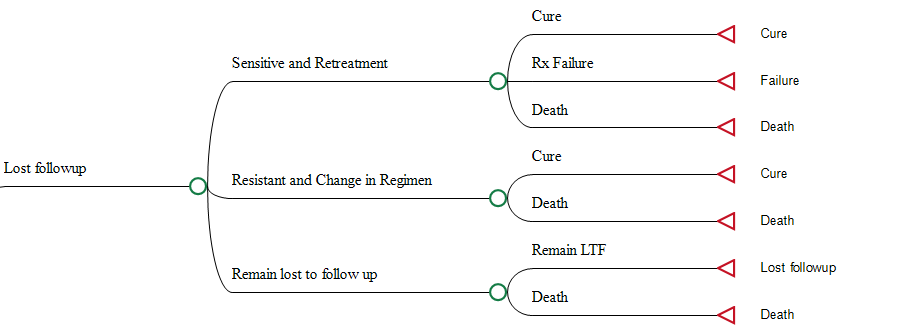 Cure
Cure
Sensitive and Retreatment
Rx Failure
Failure
Death
Death
Lost followup
Cure
Cure
Resistant and Change in Regimen
Death
Death
Remain LTF
Lost followup
Remain lost to follow up
Death
Death